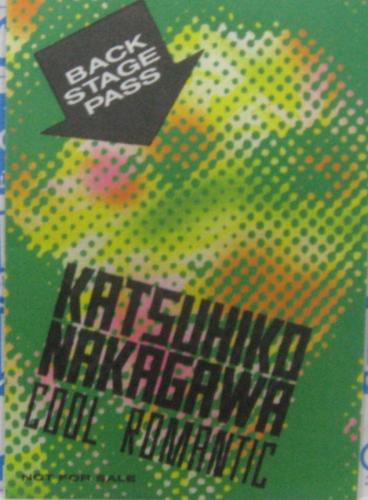 BACK
STAGE
PASS
KATSUHIKO
NAKAGAWA
COOL ROMANTIC
NOT FOR SALE